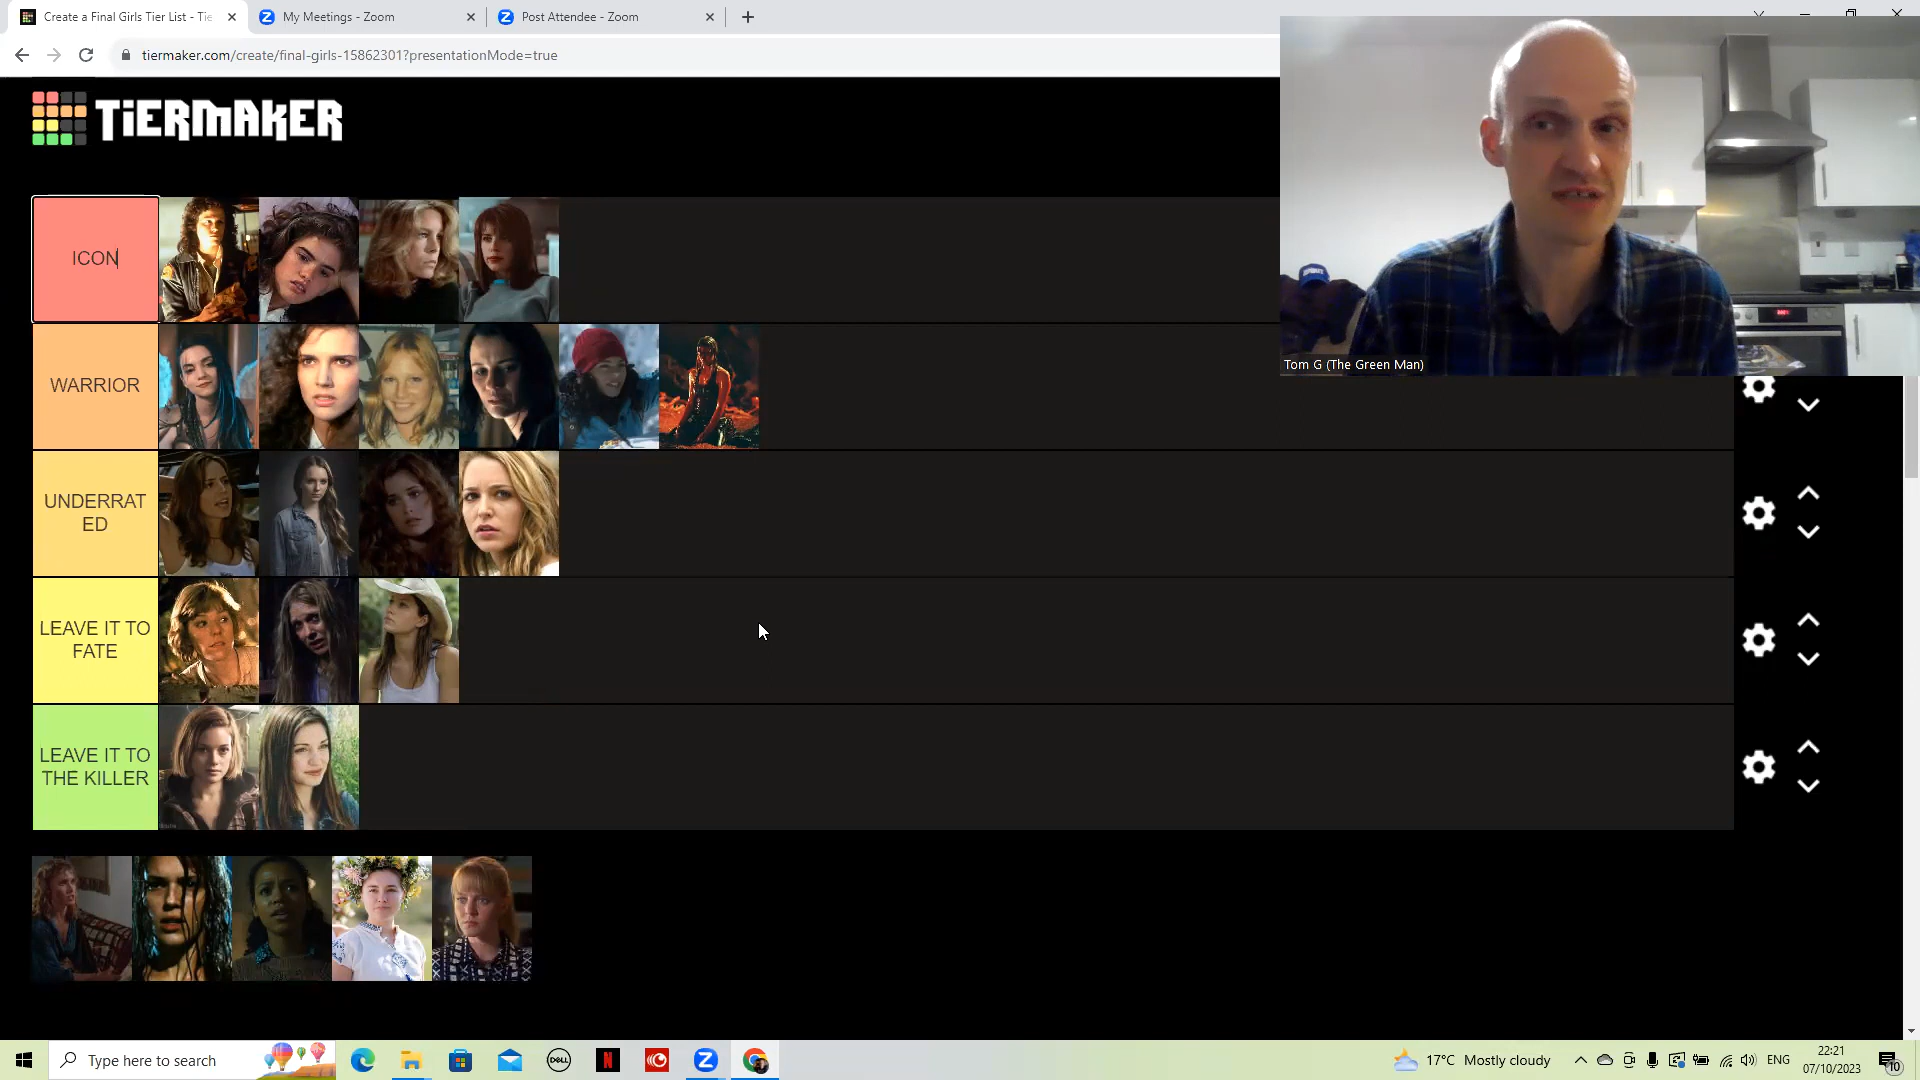 Create a Final Girls Tier List - Tie
My Meetings - Zoom
Post Attendee - Zoom
tiermaker.com/create/final-girls-15862301?presentationMode=true
TiERMAKER
Tom G (The Green Man)
ICON
WARRIOR
UNDERRAT
ED
LEAVE IT TO
FATE
LEAVE IT TO
THE KILLER
Type here to search
DELL
N
17°C Mostly cloudy
ENG
22:21
07/10/2023
10